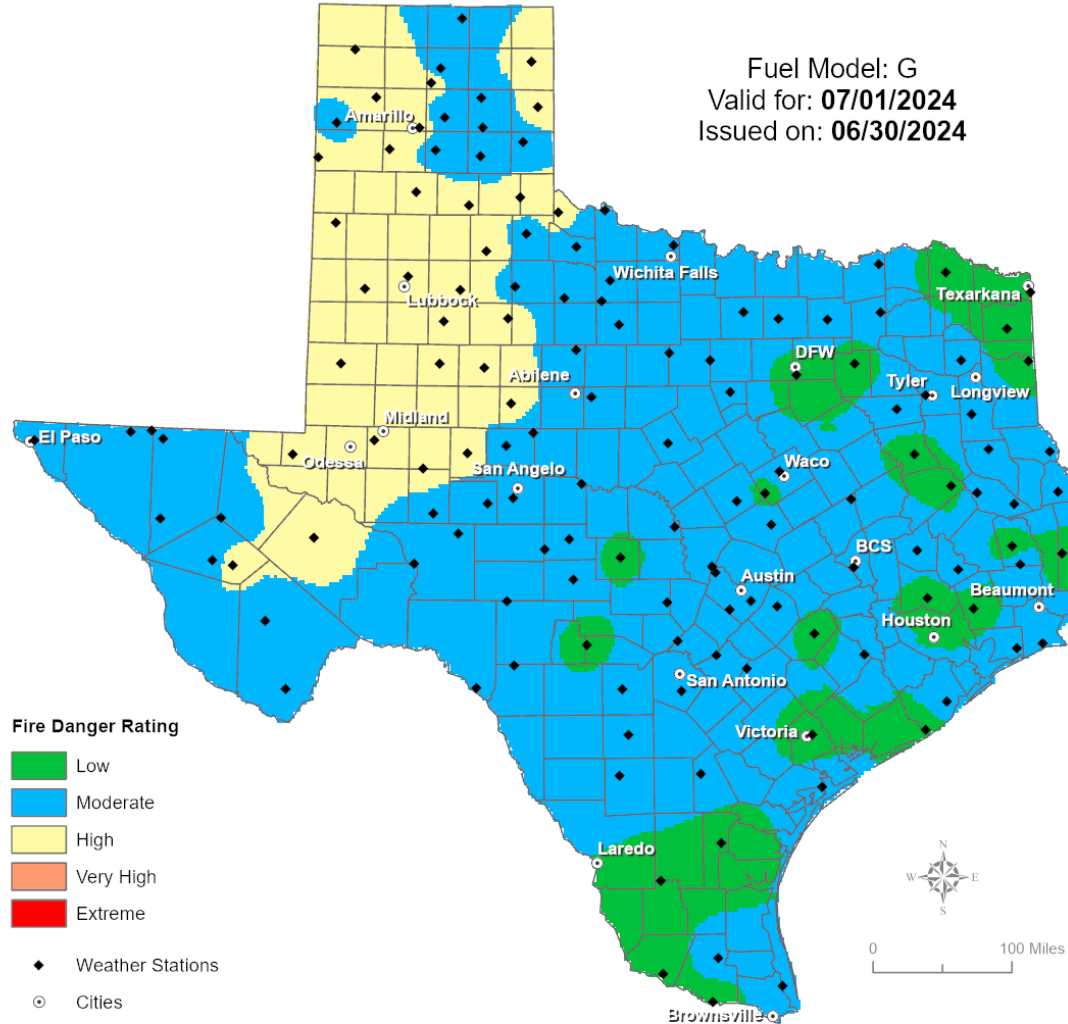 Fuel Model: G
Valid for: 07/01/2024
Issued on: 06/30/2024
Amarillo
Wichita Falls
Lubbock
Texarkana
DFW
Abilene
Tyler
Longview
Midland
El Paso
Odessa
San Angelo
Waco
BCS
Austin
Beaumont
Houston
San Antonio
Victoria
Laredo
Brownsville
Fire Danger Rating
Low
Moderate
High
Very High
Extreme
Weather Stations
Cities
N
W E
S
0 100 Miles